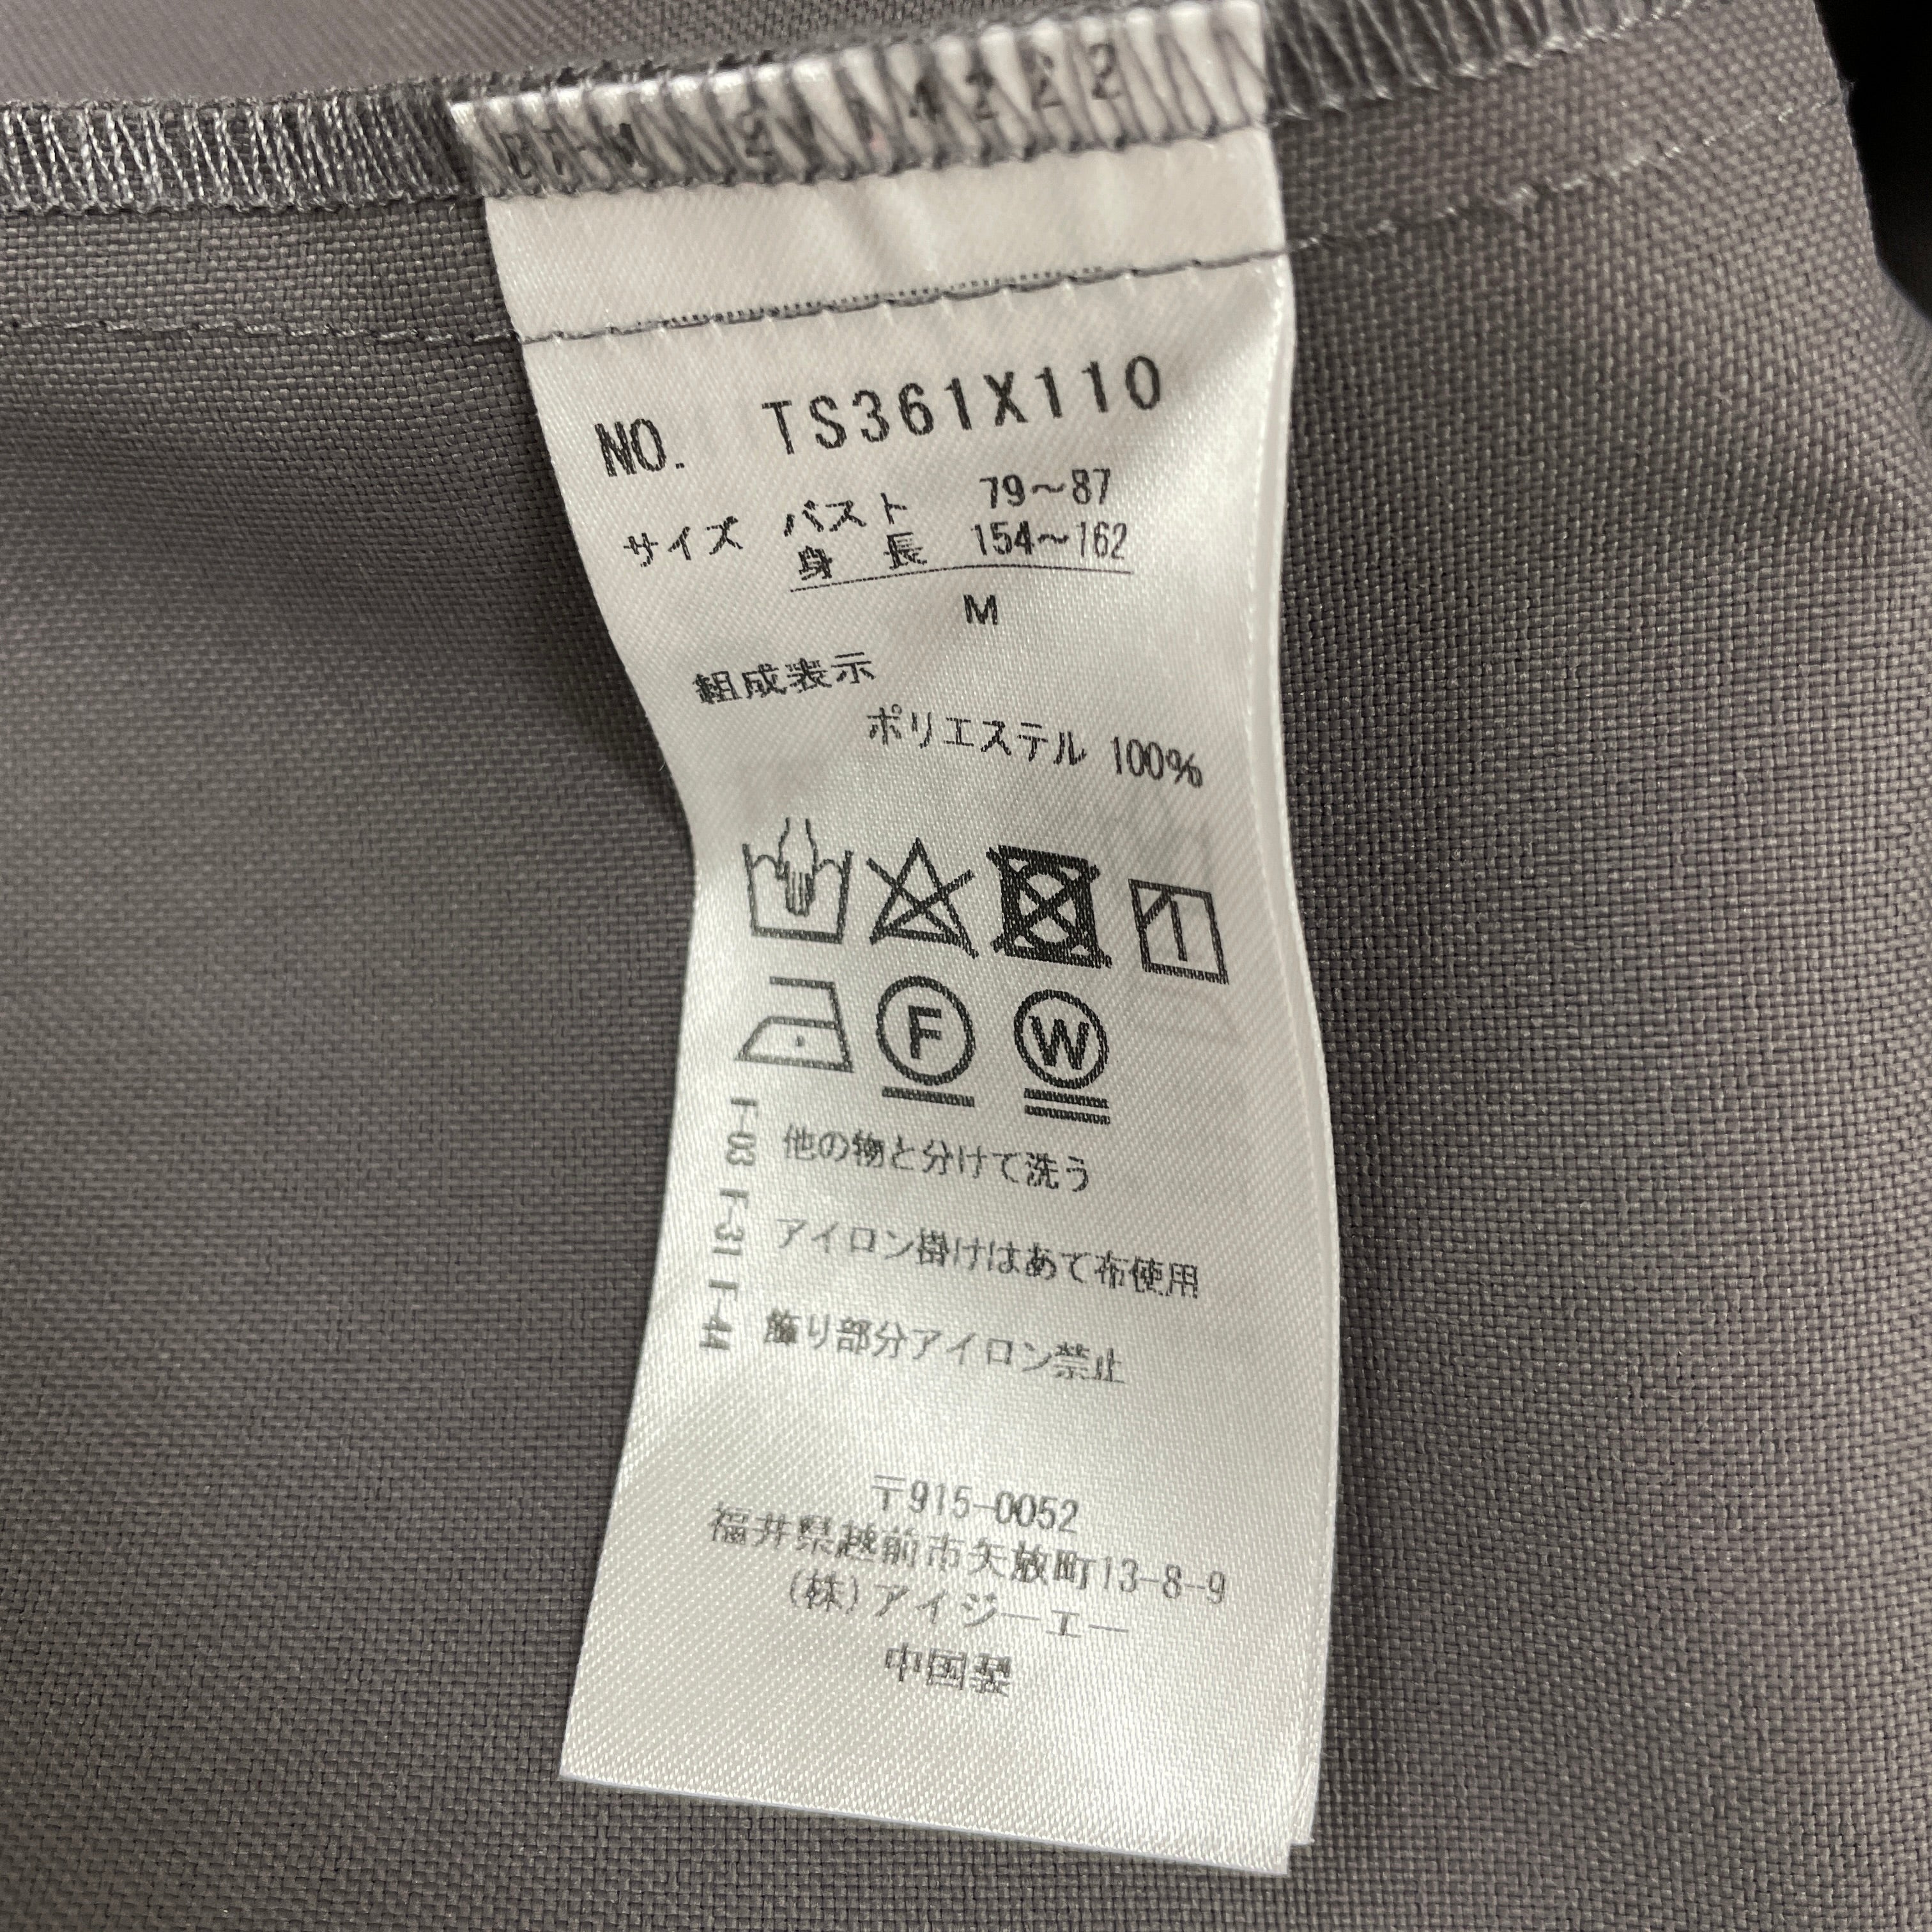 NO. TS361X110
サイズ バスト 79～87
身 長 154～162
M
組成表示
ポリエステル 100%
F W
T-03 他の物と分けて洗う
T-31 アイロン掛けはあて布使用
T-44 飾り部分アイロン禁止
〒915-0052
福井県越前市矢放町13-8-9
(株)アイジーエー
中国製